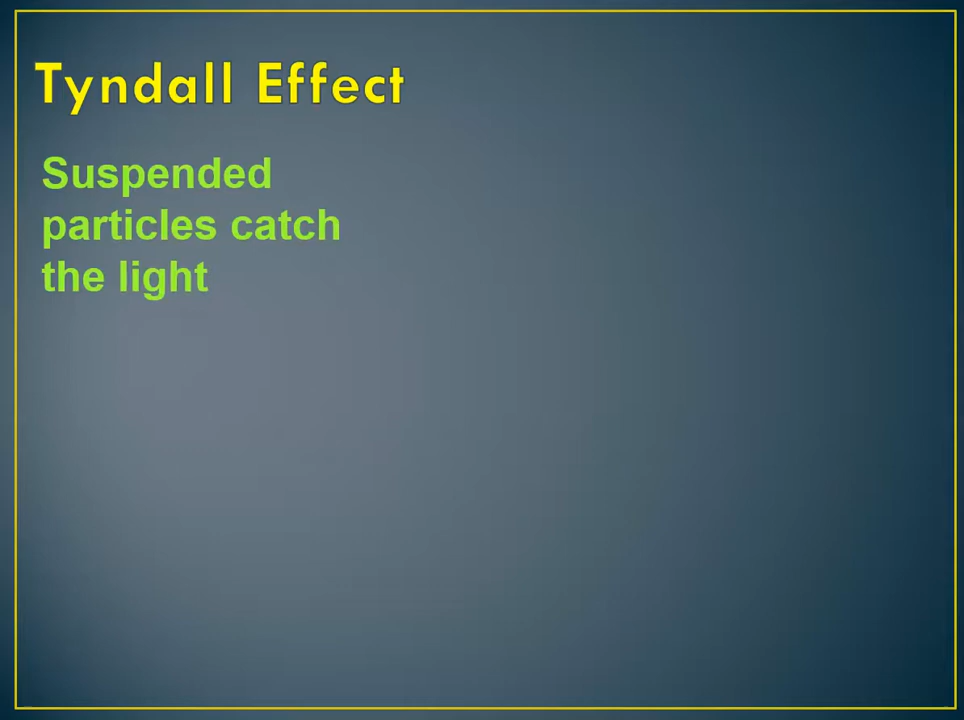 Tyndall Effect
Suspended
particles catch
the light